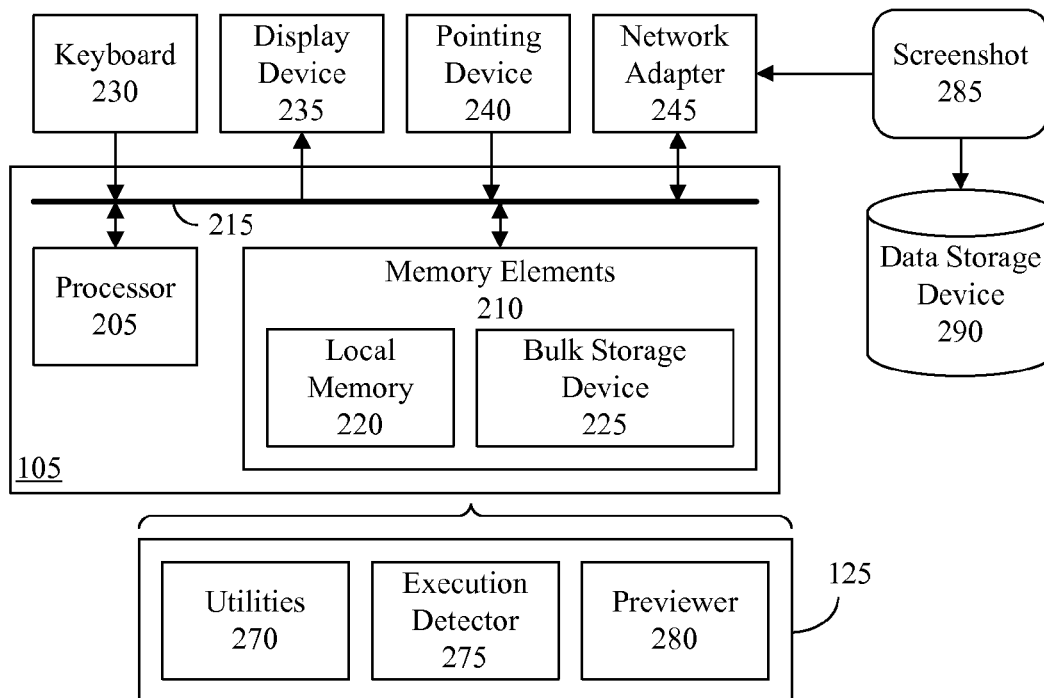 Keyboard
230
Display
Device
235
Pointing
Device
240
Network
Adapter
245
Screenshot
285
215
Processor
205
Memory Elements
210
Local
Memory
220
Bulk Storage
Device
225
Data Storage
Device
290
105
Utilities
270
Execution
Detector
275
Previewer
280
125